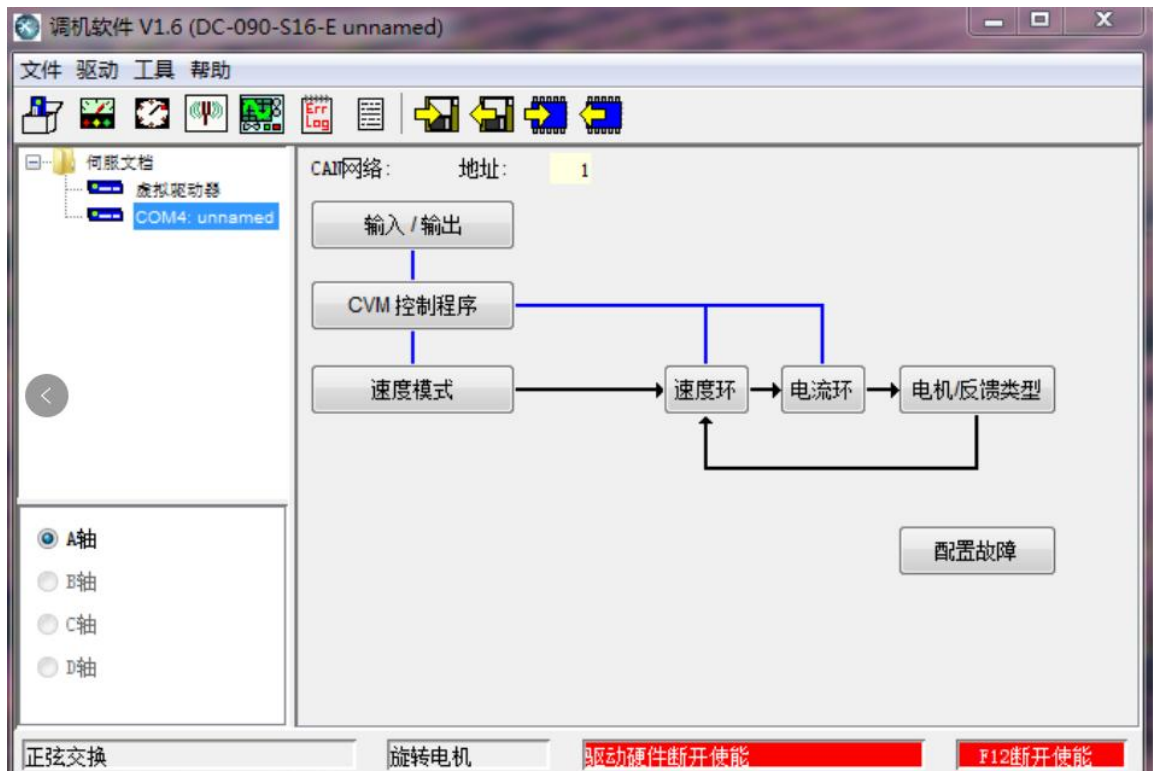 调机软件 V1.6 (DC-090-S16-E unnamed)
文件 驱动 工具 帮助
Err
Log
伺服文档
虚拟驱动器
COM4: unnamed
CAN网络: 地址: 1
输入 / 输出
CVM 控制程序
速度模式
速度环
电流环
电机/反馈类型
配置故障
A轴
B轴
C轴
D轴
正弦交换
旋转电机
驱动硬件断开使能
F12断开使能